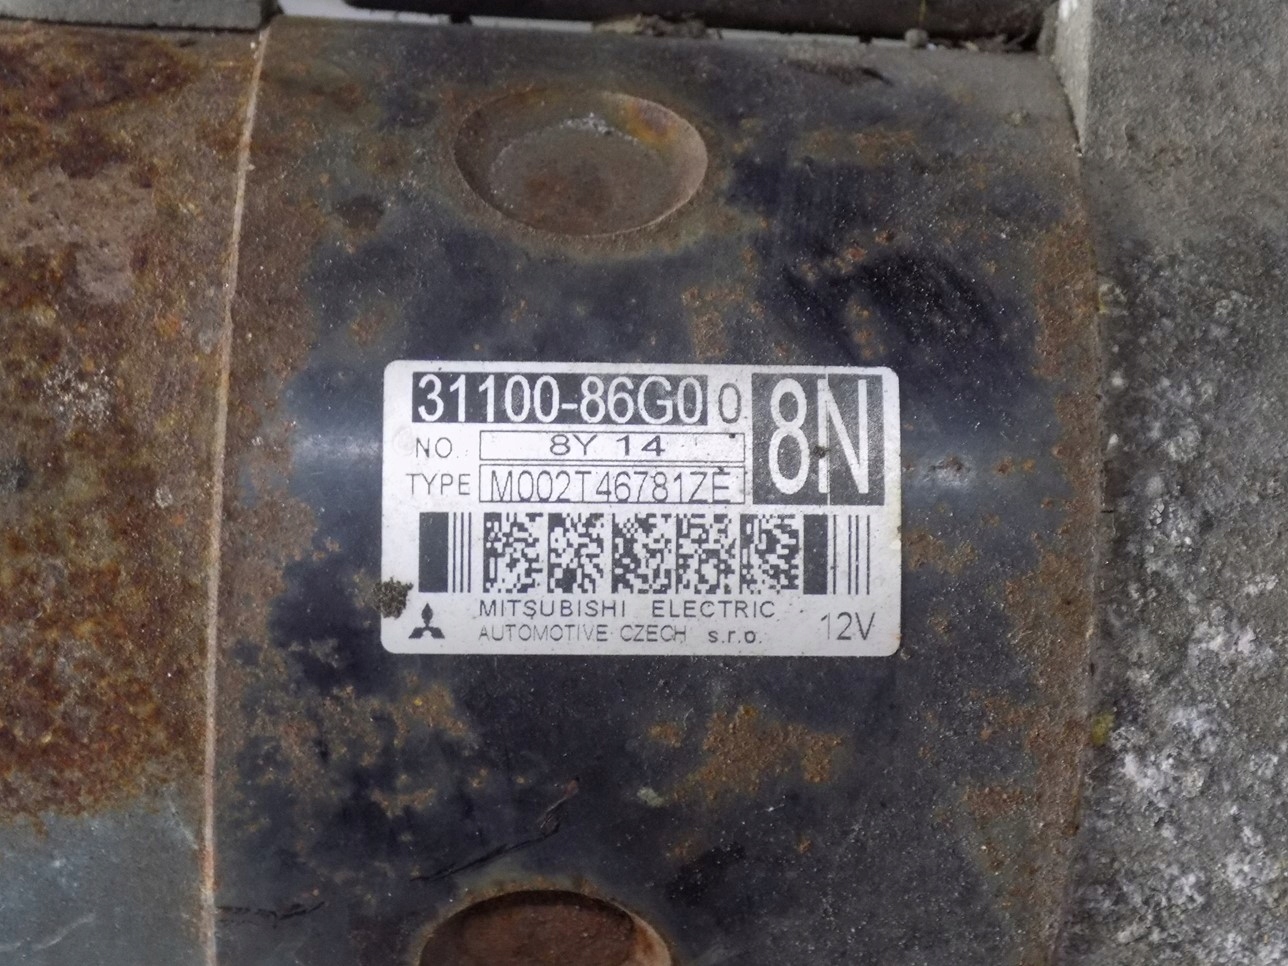 31100-86G00 8N
NO. 8Y 14
TYPE M002T46781ZE
MITSUBISHI ELECTRIC
AUTOMOTIVE CZECH s.r.o. 12V